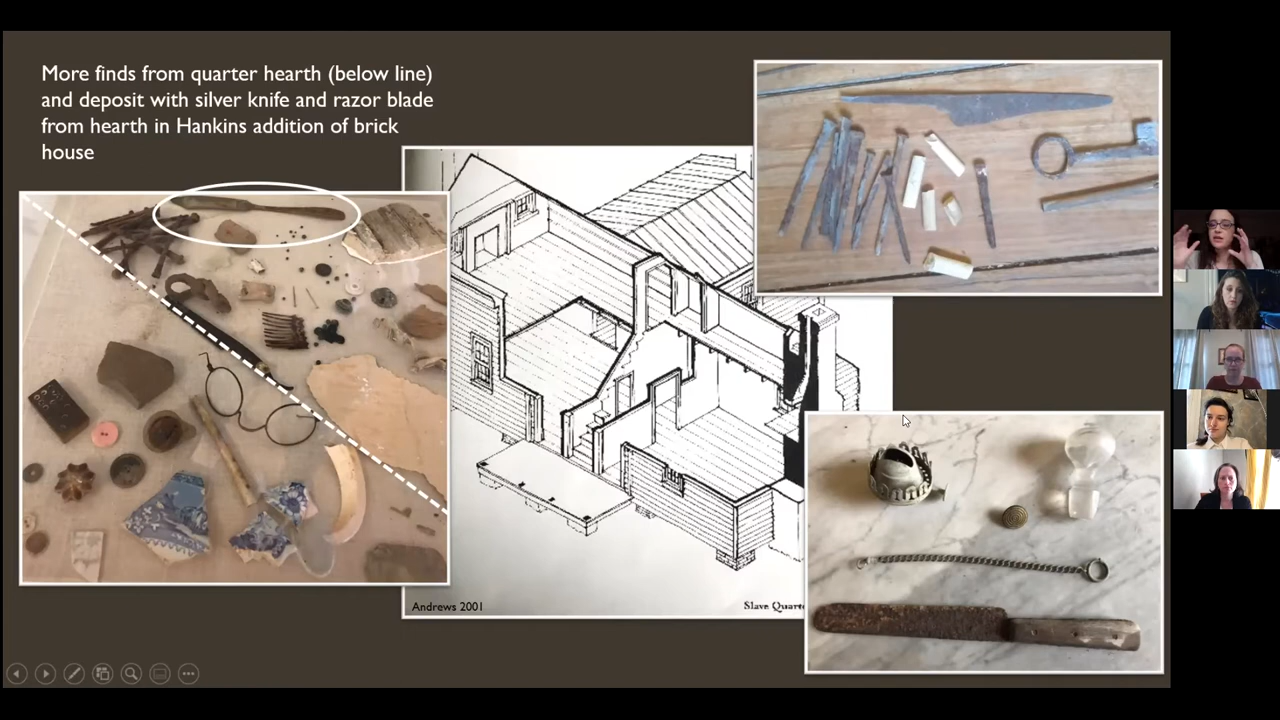 More finds from quarter hearth (below line)
and deposit with silver knife and razor blade
from hearth in Hankins addition of brick
house
Andrews 2001
Slave